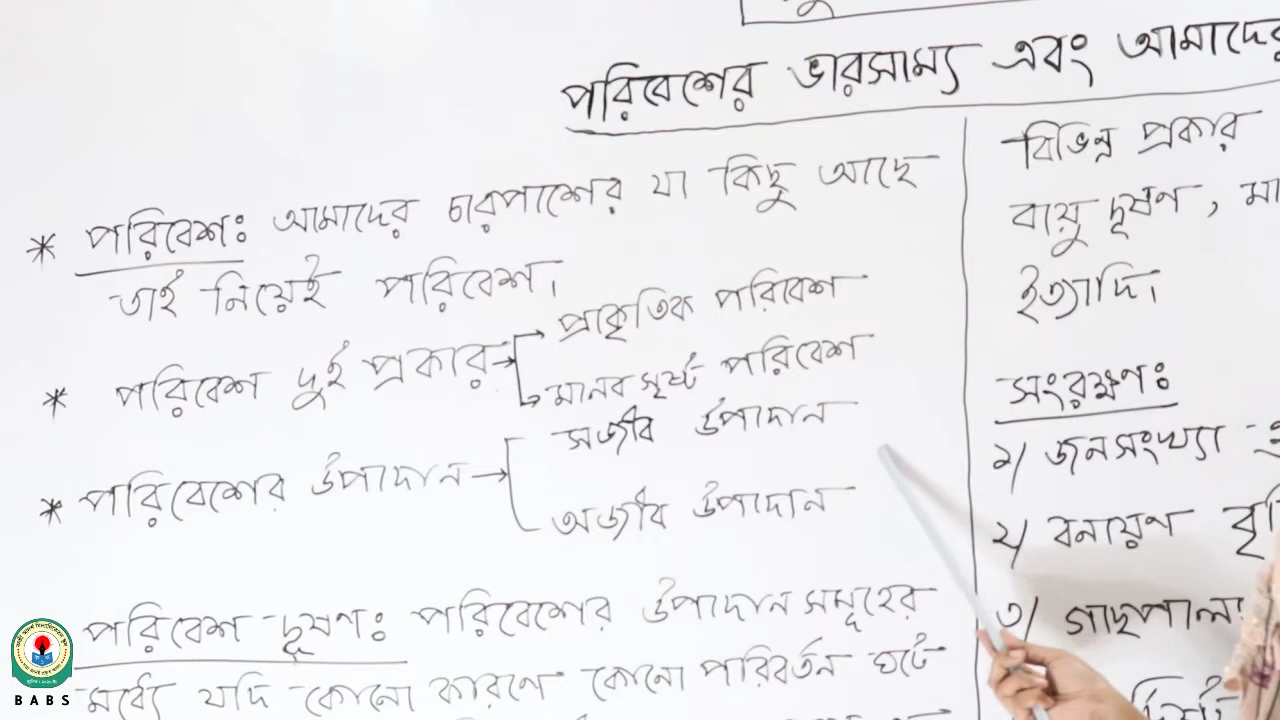 পরিবেশের ভারসাম্য এবং আমাদের
* পরিবেশঃ আমাদের চারপাশের যা কিছু আছে
তাই নিয়েই পরিবেশ।
* পরিবেশ দুই প্রকার→
প্রাকৃতিক পরিবেশ
মানব সৃষ্ট পরিবেশ
* পরিবেশের উপাদান→
সজীব উপাদান
অজীব উপাদান
পরিবেশ দূষণঃ পরিবেশের উপাদান সমূহের
মধ্যে যদি কোনো কারণে কোনো পরিবর্তন ঘটে
বিভিন্ন প্রকার
বায়ু দূষণ, মা
ইত্যাদি।
সংরক্ষণঃ
১/ জনসংখ্যা
২/ বনায়ণ বৃ
৩/ গাছপালা
BABS